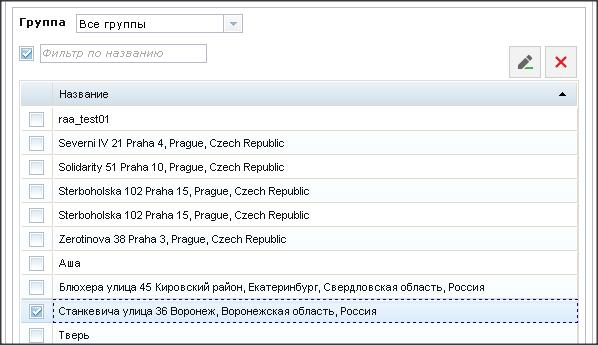 Группа Все группы
Фильтр по названию
Название
raa_test01
Severni IV 21 Praha 4, Prague, Czech Republic
Solidarity 51 Praha 10, Prague, Czech Republic
Sterboholska 102 Praha 15, Prague, Czech Republic
Sterboholska 102 Praha 15, Prague, Czech Republic
Zerotinova 38 Praha 3, Prague, Czech Republic
Аша
Блюхера улица 45 Кировский район, Екатеринбург, Свердловская область, Россия
Станкевича улица 36 Воронеж, Воронежская область, Россия
Тверь